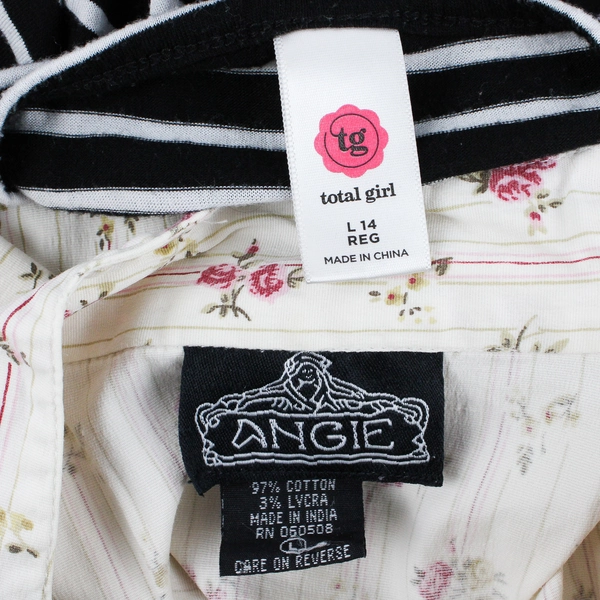 tg
total girl
L 14
REG
MADE IN CHINA
ANGIE
97% COTTON
3% LYCRA
MADE IN INDIA
RN 060508
L
CARE ON REVERSE